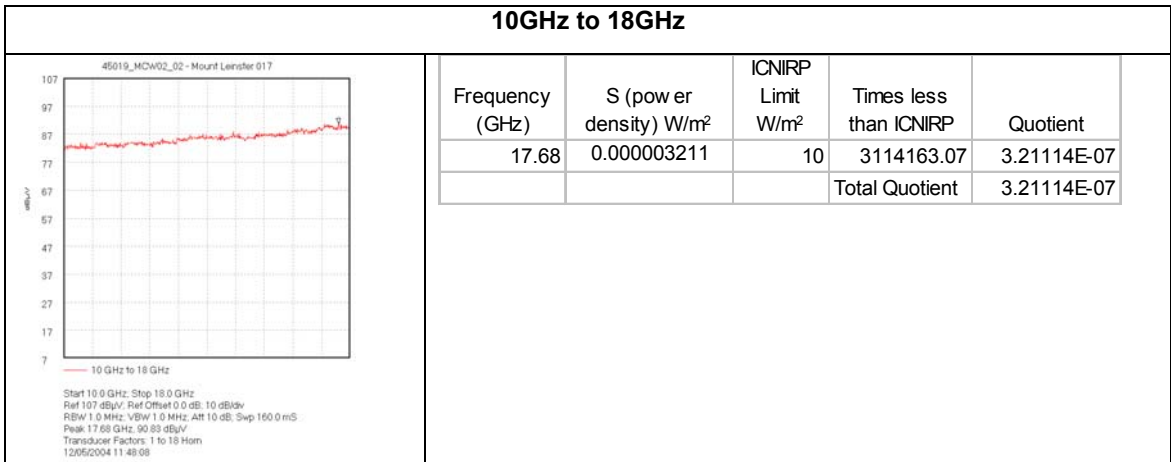 10GHz to 18GHz
45019_MCW02_02 - Mount Leinster 017
107
97
87
77
67
57
47
37
27
17
7
dBµV
10 GHz to 18 GHz
Start 10.0 GHz; Stop 18.0 GHz
Ref 107 dBµV; Ref Offset 0.0 dB; 10 dB/div
RBW 1.0 MHz; VBW 1.0 MHz; Att 10 dB; Swp 160.0 mS
Peak 17.68 GHz, 90.83 dBµV
Transducer Factors: 1 to 18 Horn
12/05/2004 11:48:08
Frequency (GHz) S (pow er density) W/m² ICNIRP Limit W/m² Times less than ICNIRP Quotient
17.68 0.000003211 10 3114163.07 3.21114E-07
Total Quotient 3.21114E-07